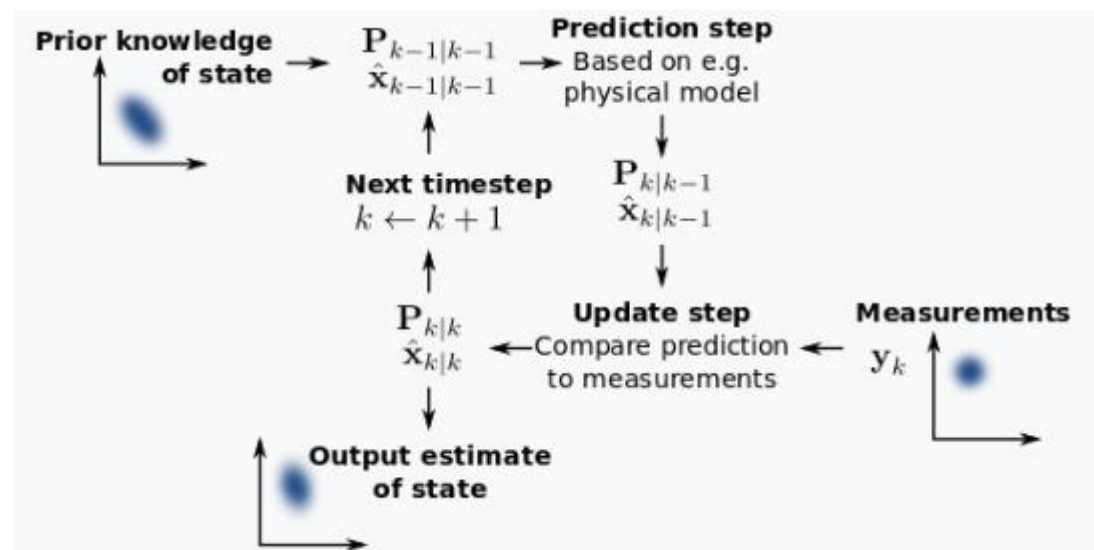 Prior knowledge
of state
P_{k−1|k−1}
x̂_{k−1|k−1}
Prediction step
Based on e.g.
physical model
P_{k|k−1}
x̂_{k|k−1}
Next timestep
k ← k + 1
Update step
Compare prediction
to measurements
Measurements
y_k
P_{k|k}
x̂_{k|k}
Output estimate
of state